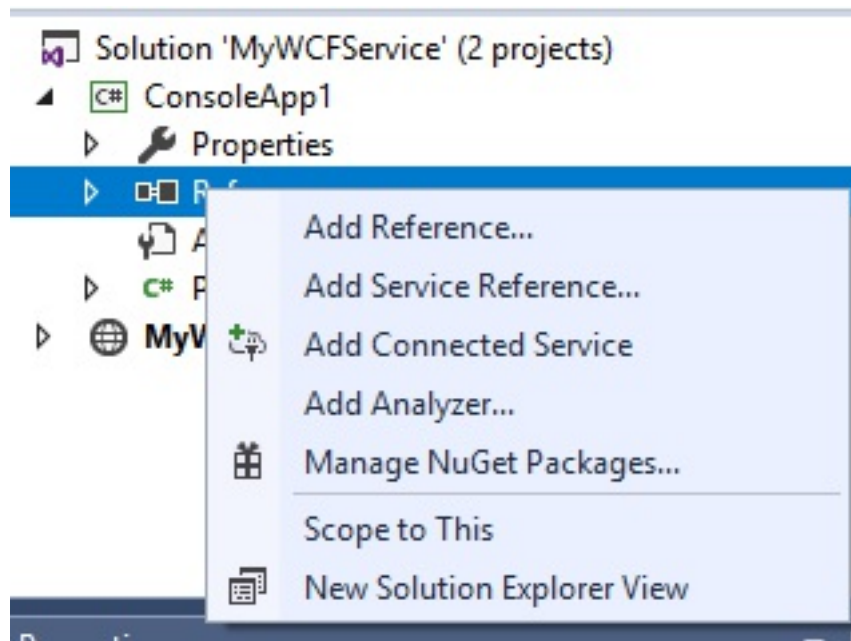 Solution 'MyWCFService' (2 projects)
C# ConsoleApp1
Properties
Add Reference...
Add Service Reference...
C#
Add Connected Service
Add Analyzer...
Manage NuGet Packages...
Scope to This
New Solution Explorer View